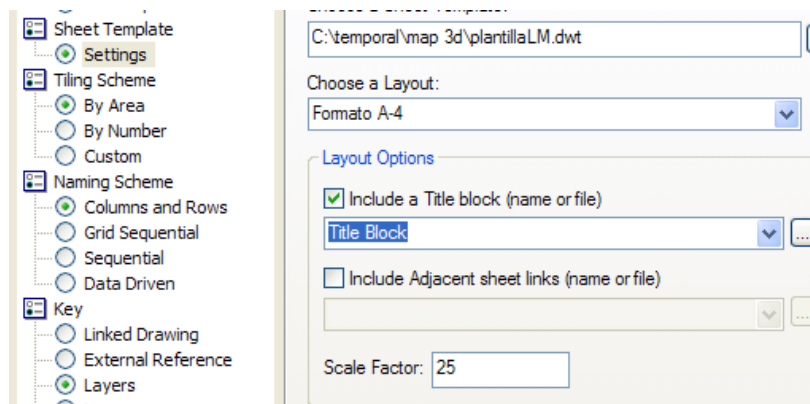 Sheet Template
Settings
Tiling Scheme
By Area
By Number
Custom
Naming Scheme
Columns and Rows
Grid Sequential
Sequential
Data Driven
Key
Linked Drawing
External Reference
Layers
C:\temporal\map 3d\plantillaLM.dwt
Choose a Layout:
Formato A-4
Layout Options
Include a Title block (name or file)
Title Block
...
Include Adjacent sheet links (name or file)
...
Scale Factor: 25